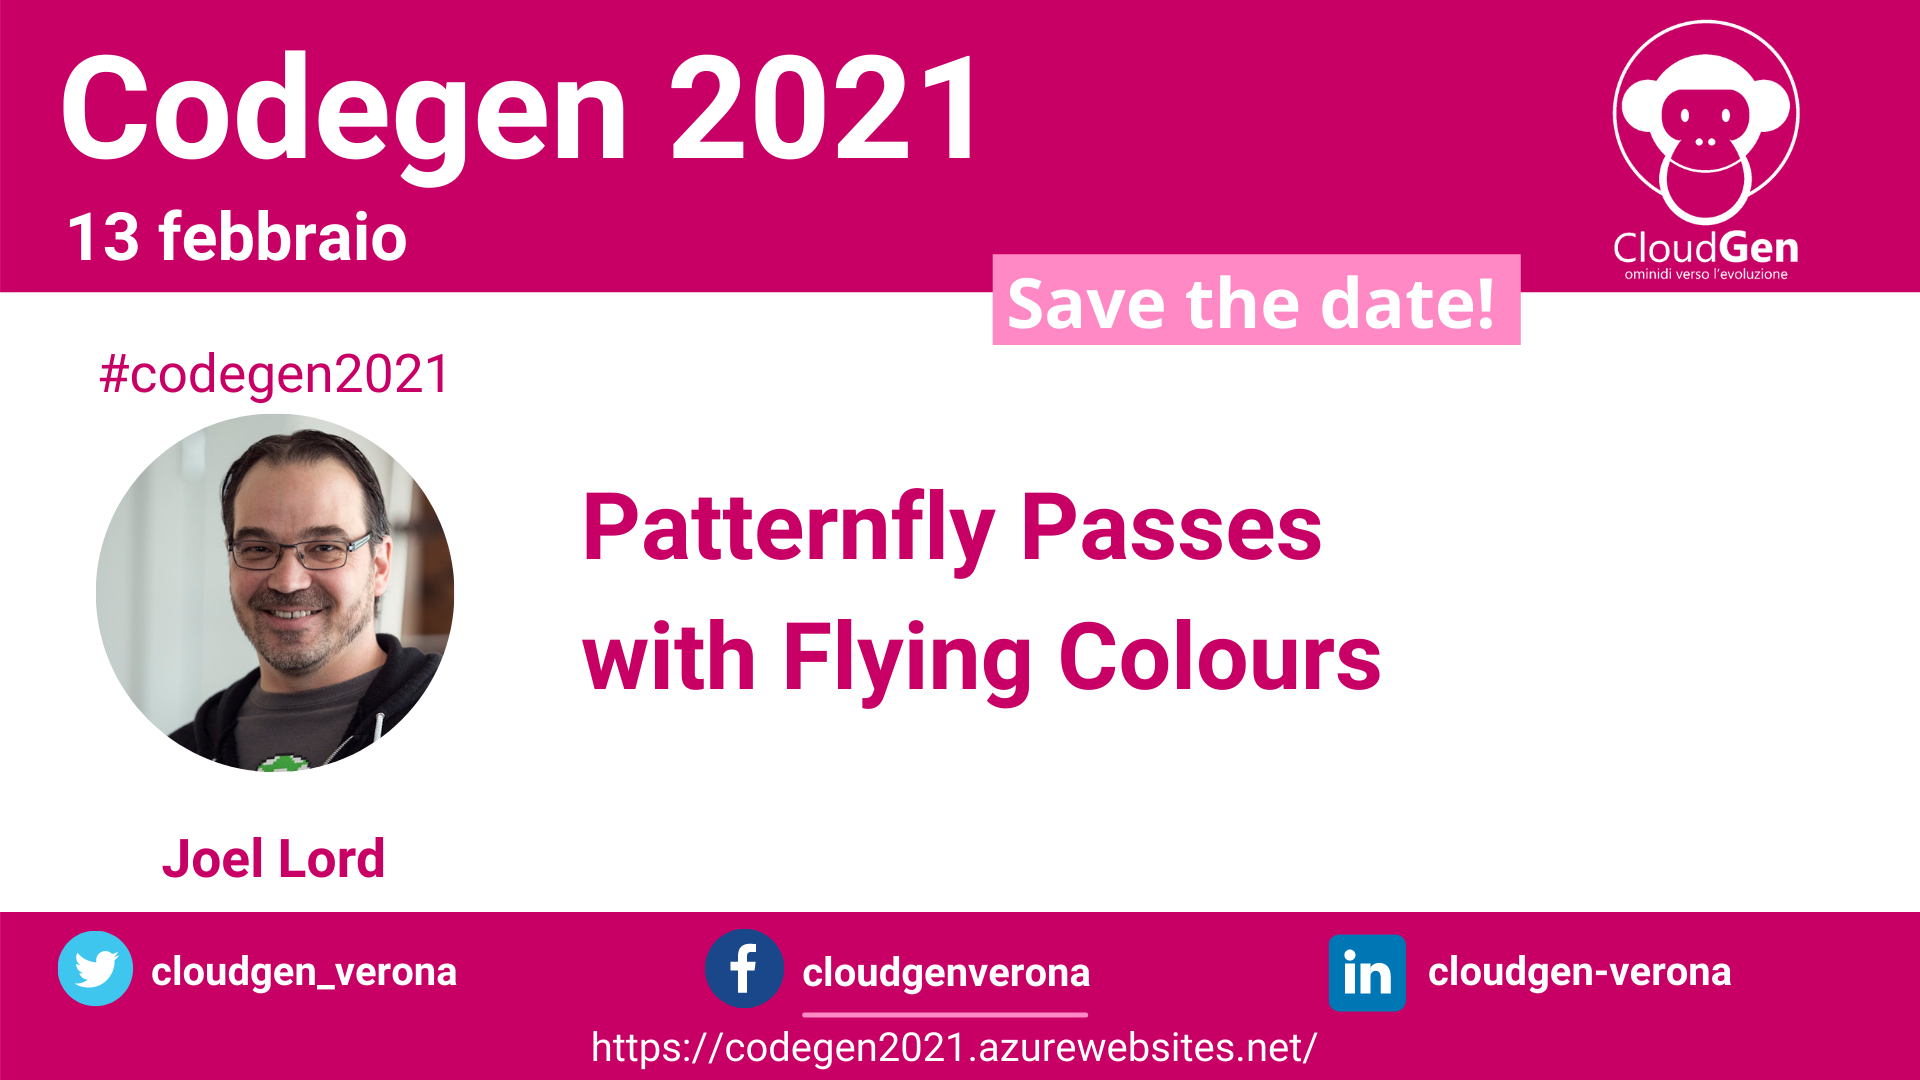 Codegen 2021
13 febbraio
CloudGen
ominidi verso l'evoluzione
Save the date!
#codegen2021
Patternfly Passes
with Flying Colours
Joel Lord
cloudgen_verona
cloudgenverona
cloudgen-verona
https://codegen2021.azurewebsites.net/